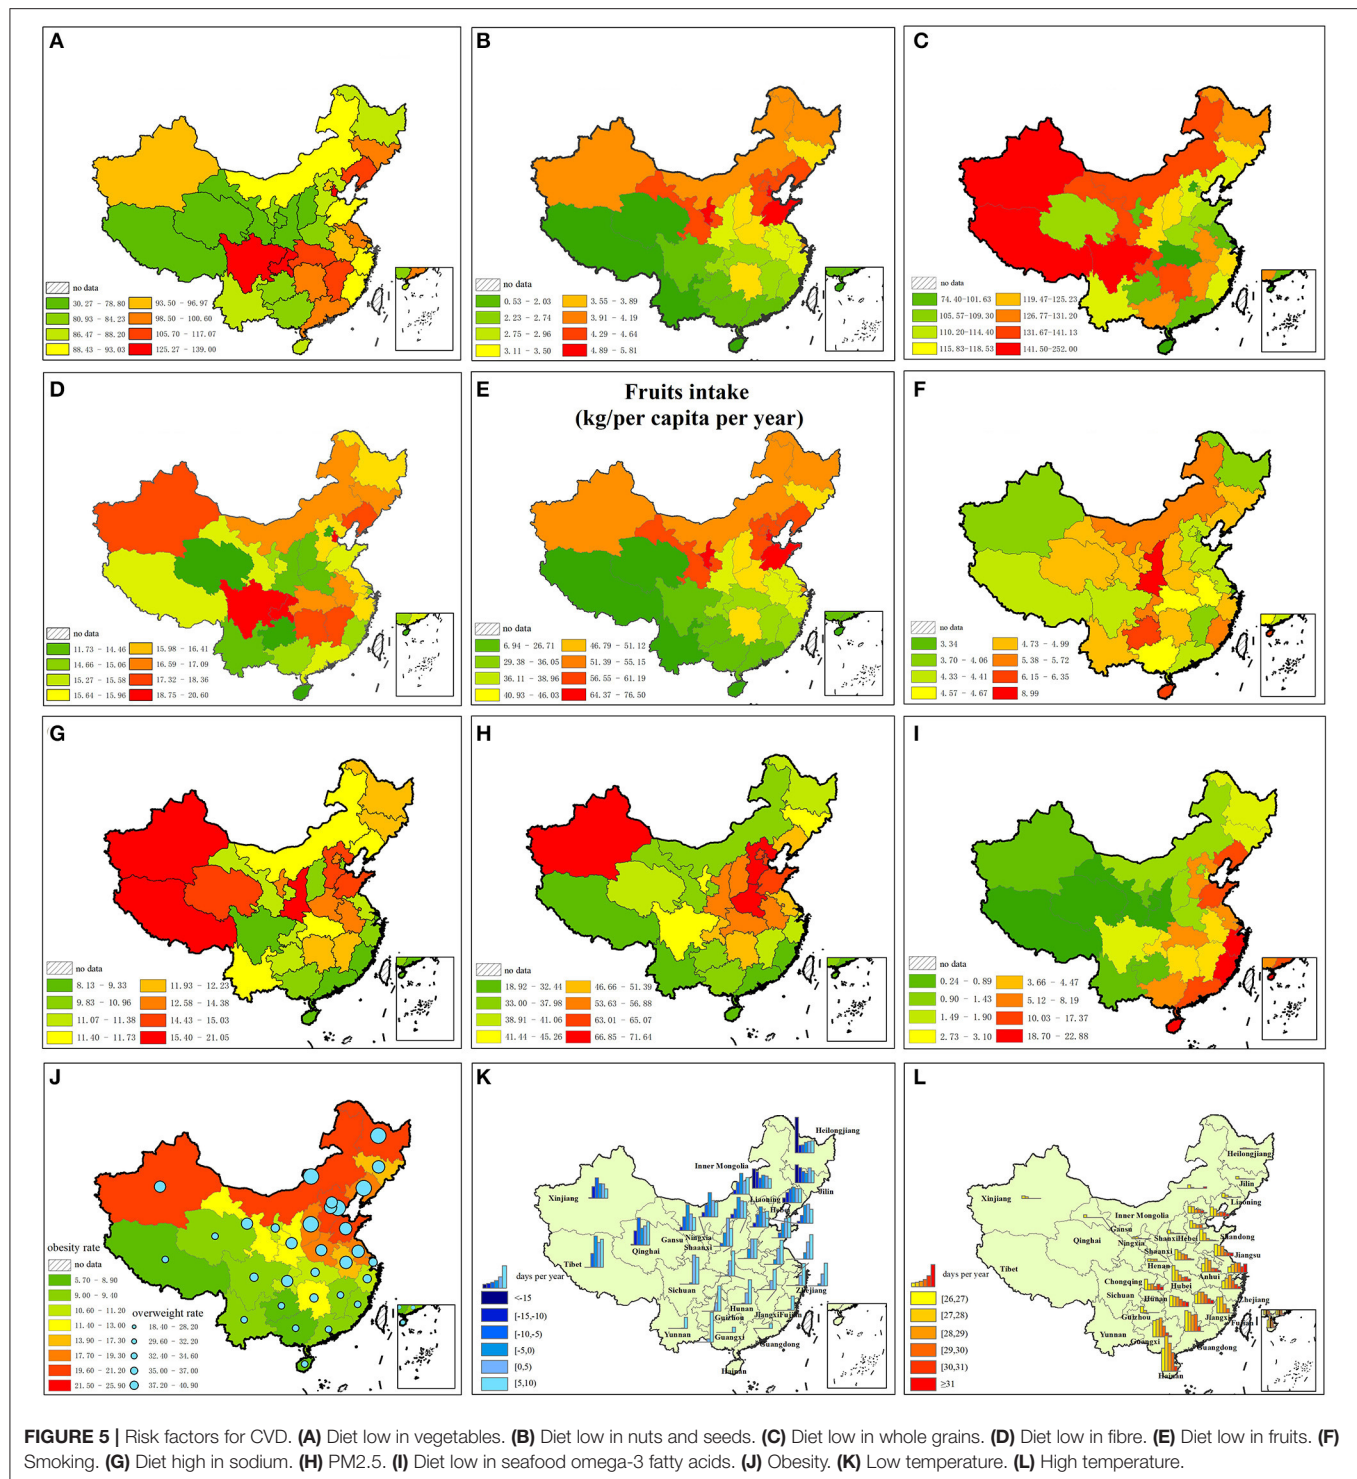 A
no data
30.27 - 78.80
80.93 - 84.23
86.47 - 88.20
88.43 - 93.03
93.50 - 96.97
98.50 - 100.60
105.70 - 117.07
125.27 - 139.00
B
no data
0.53 - 2.03
2.23 - 2.74
2.75 - 2.96
3.11 - 3.50
3.55 - 3.89
3.91 - 4.19
4.29 - 4.64
4.89 - 5.81
C
no data
74.40-101.63
105.57-109.30
110.20-114.40
115.83-118.53
119.47-125.23
126.77-131.20
131.67-141.13
141.50-252.00
D
no data
11.73 - 14.46
14.66 - 15.06
15.27 - 15.58
15.64 - 15.96
15.98 - 16.41
16.59 - 17.09
17.32 - 18.36
18.75 - 20.60
E
Fruits intake
(kg/per capita per year)
no data
6.94 - 26.71
29.38 - 36.05
36.11 - 38.96
40.93 - 46.03
46.79 - 51.12
51.39 - 55.15
56.55 - 61.19
64.37 - 76.50
F
no data
3.34
3.70 - 4.06
4.33 - 4.41
4.57 - 4.67
4.73 - 4.99
5.38 - 5.72
6.15 - 6.35
8.99
G
no data
8.13 - 9.33
9.83 - 10.96
11.07 - 11.38
11.40 - 11.73
11.93 - 12.23
12.58 - 14.38
14.43 - 15.03
15.40 - 21.05
H
no data
18.92 - 32.44
33.00 - 37.98
38.91 - 41.06
41.44 - 45.26
46.66 - 51.39
53.63 - 56.88
63.01 - 65.07
66.85 - 71.64
I
no data
0.24 - 0.89
0.90 - 1.43
1.49 - 1.90
2.73 - 3.10
3.66 - 4.47
5.12 - 8.19
10.03 - 17.37
18.70 - 22.88
J
obesity rate
no data
5.70 - 8.90
9.00 - 9.40
10.60 - 11.20
11.40 - 13.00
13.90 - 17.30
17.70 - 19.30
19.60 - 21.20
21.50 - 25.90
overweight rate
18.40 - 28.20
29.60 - 32.20
32.40 - 34.60
35.00 - 37.00
37.20 - 40.90
K
Heilongjiang
Inner Mongolia
Xinjiang
Jilin
Liaoning
Hebei
Gansu
Ningxia
Qinghai
Shaanxi
Tibet
Sichuan
Zhejiang
Hunan
Guizhou
Jiangxi
Fujian
Yunnan
Guangxi
Guangdong
Hainan
days per year
<-15
[-15,-10)
[-10,-5)
[-5,0)
[0,5)
[5,10)
L
Heilongjiang
Jilin
Xinjiang
Liaoning
Inner Mongolia
Gansu
Shanxi
Hebei
Shandong
Qinghai
Ningxia
Shaanxi
Jiangsu
Henan
Tibet
Anhui
Chongqing
Hubei
Sichuan
Hunan
Zhejiang
Guizhou
Jiangxi
Fujian
Yunnan
Guangxi
Guangdong
Hainan
days per year
[26,27)
[27,28)
[28,29)
[29,30)
[30,31)
≥31
FIGURE 5 | Risk factors for CVD. (A) Diet low in vegetables. (B) Diet low in nuts and seeds. (C) Diet low in whole grains. (D) Diet low in fibre. (E) Diet low in fruits. (F)
Smoking. (G) Diet high in sodium. (H) PM2.5. (I) Diet low in seafood omega-3 fatty acids. (J) Obesity. (K) Low temperature. (L) High temperature.